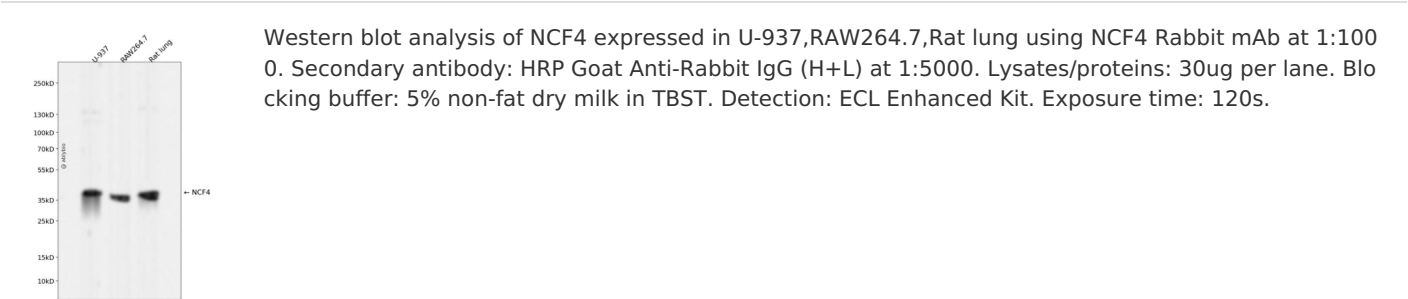 U-937
RAW264.7
Rat lung
250kD
130kD
100kD
70kD
55kD
35kD
25kD
15kD
10kD
@ abybio
← NCF4
Western blot analysis of NCF4 expressed in U-937,RAW264.7,Rat lung using NCF4 Rabbit mAb at 1:100
0. Secondary antibody: HRP Goat Anti-Rabbit IgG (H+L) at 1:5000. Lysates/proteins: 30ug per lane. Blo
cking buffer: 5% non-fat dry milk in TBST. Detection: ECL Enhanced Kit. Exposure time: 120s.